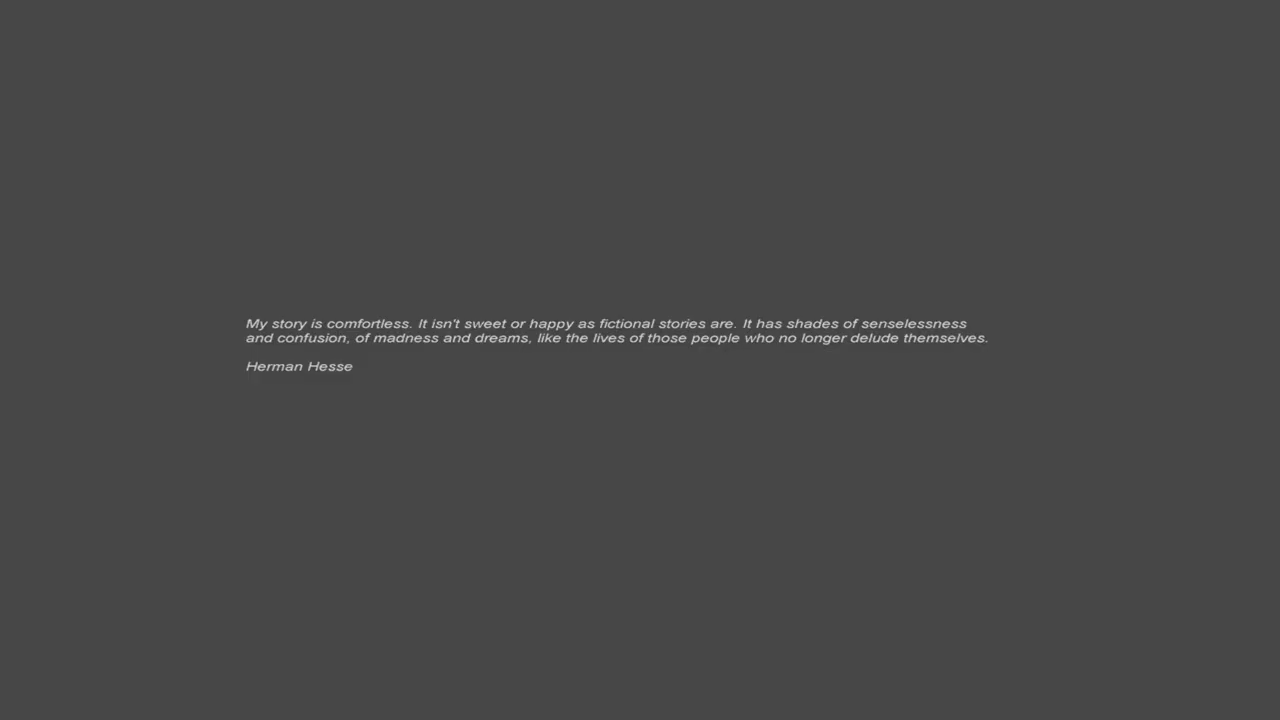 My story is comfortless. It isn't sweet or happy as fictional stories are. It has shades of senselessness
and confusion, of madness and dreams, like the lives of those people who no longer delude themselves.
Herman Hesse